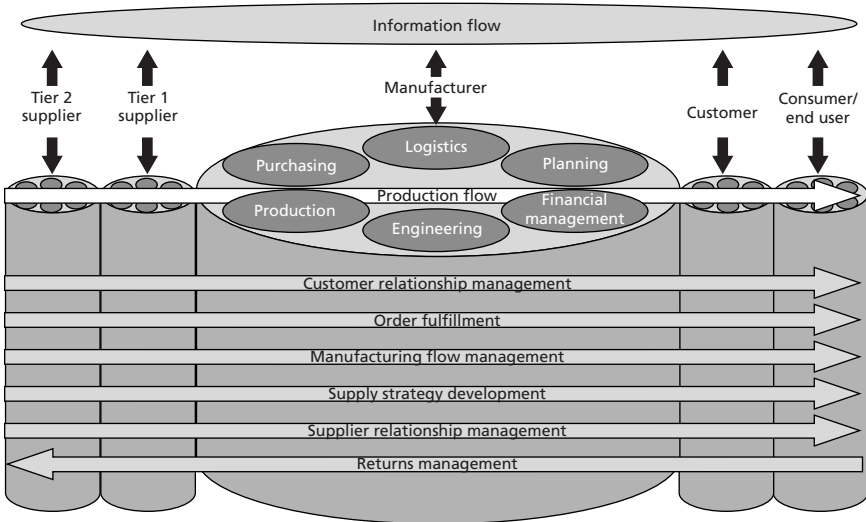 Information flow
Tier 2
supplier
Tier 1
supplier
Manufacturer
Customer
Consumer/
end user
Purchasing
Logistics
Planning
Production flow
Production
Engineering
Financial
management
Customer relationship management
Order fulfillment
Manufacturing flow management
Supply strategy development
Supplier relationship management
Returns management